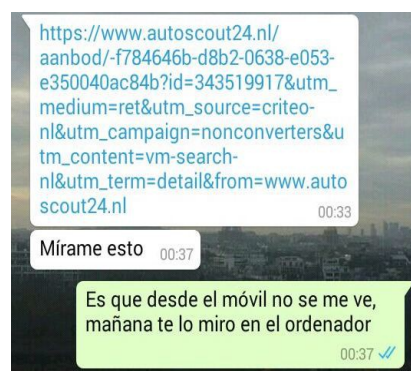 https://www.autoscout24.nl/
aanbod/-f784646b-d8b2-0638-e053-
e350040ac84b?id=343519917&utm_
medium=ret&utm_source=criteo-
nl&utm_campaign=nonconverters&u
tm_content=vm-search-
nl&utm_term=detail&from=www.auto
scout24.nl
00:33
Mírame esto 00:37
Es que desde el móvil no se me ve,
mañana te lo miro en el ordenador
00:37